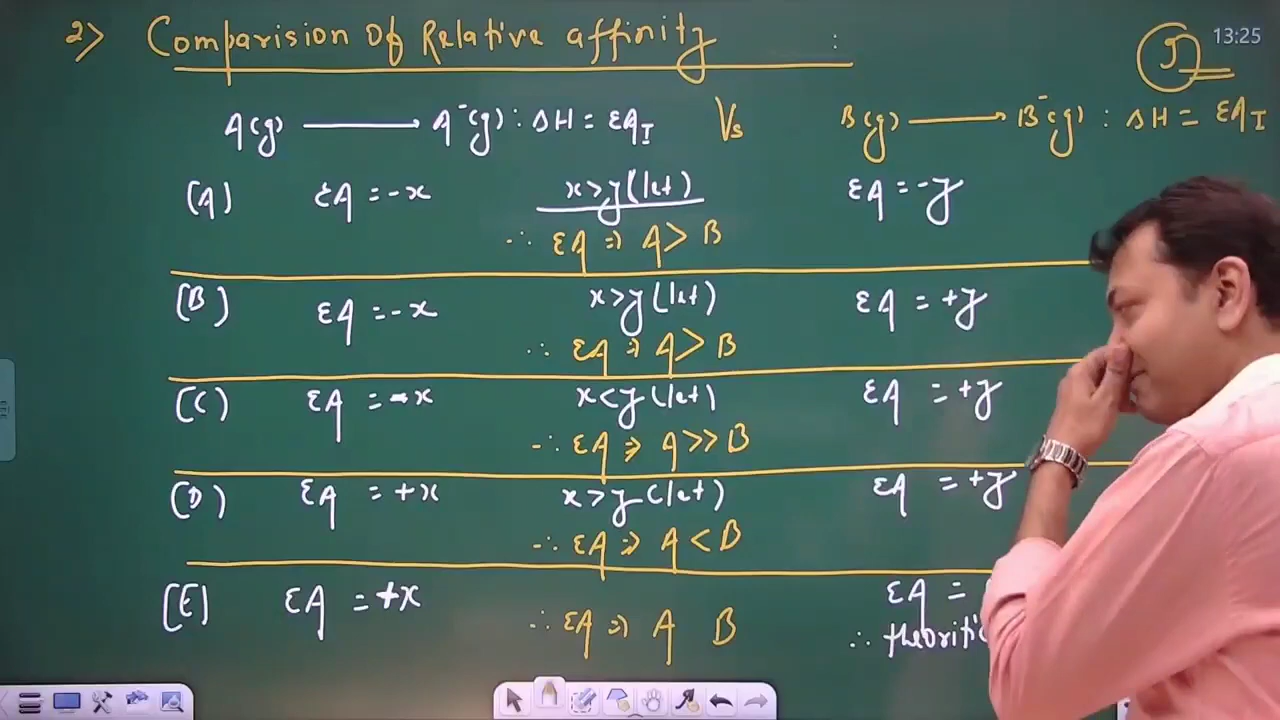 2> Comparision Of Relative affinity :
13:25
A(g) ⟶ A⁻(g) : ΔH = EA_I Vs B(g) ⟶ B⁻(g) : ΔH = EA_I
(A) EA = -x x>y (let) EA = -y
∴ EA ⇒ A > B
(B) EA = -x x>y (let) EA = +y
∴ EA ⇒ A > B
(C) EA = -x x<y (let) EA = +y
∴ EA ⇒ A >> B
(D) EA = +x x>y (let) EA = +y
∴ EA ⇒ A < B
(E) EA = +x EA =
∴ EA ⇒ A B ∴